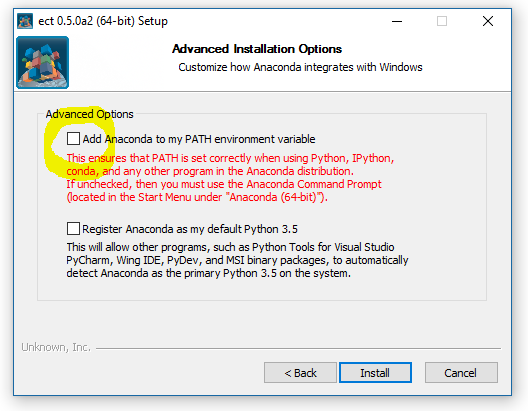 ect 0.5.0a2 (64-bit) Setup
Advanced Installation Options
Customize how Anaconda integrates with Windows
Advanced Options
Add Anaconda to my PATH environment variable
This ensures that PATH is set correctly when using Python, IPython,
conda, and any other program in the Anaconda distribution.
If unchecked, then you must use the Anaconda Command Prompt
(located in the Start Menu under "Anaconda (64-bit)").
Register Anaconda as my default Python 3.5
This will allow other programs, such as Python Tools for Visual Studio
PyCharm, Wing IDE, PyDev, and MSI binary packages, to automatically
detect Anaconda as the primary Python 3.5 on the system.
Unknown, Inc.
< Back
Install
Cancel